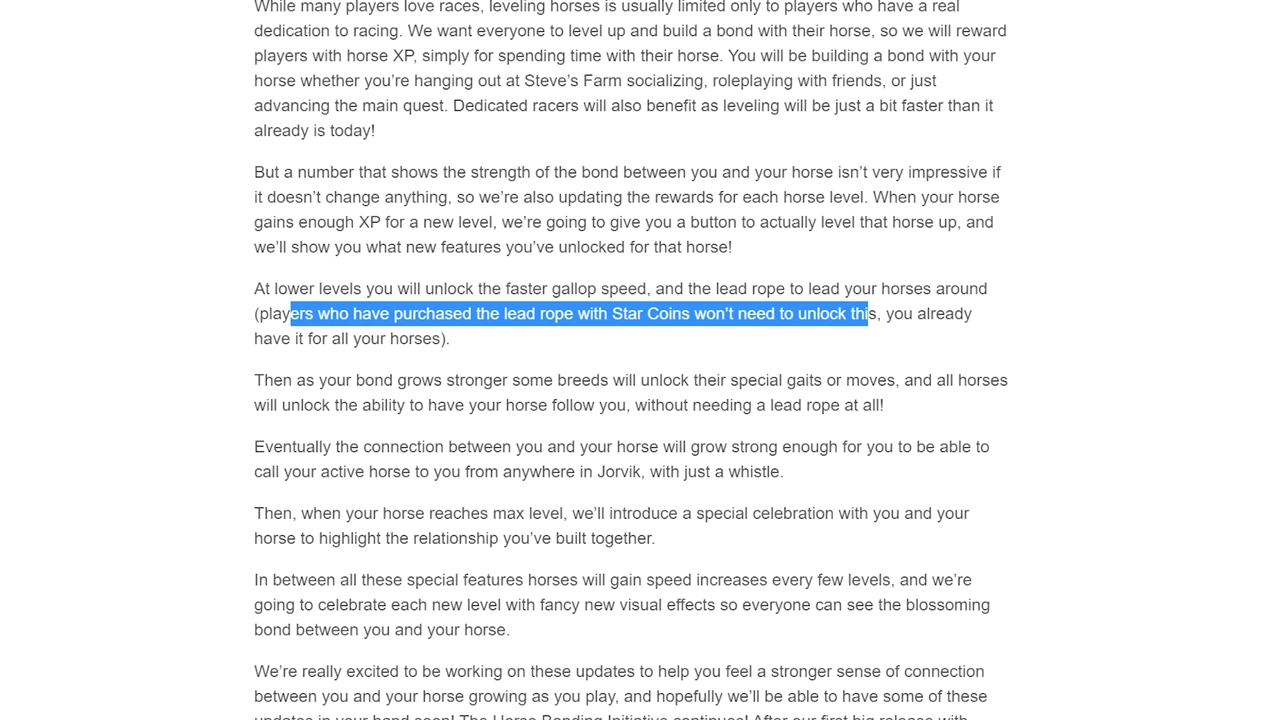 While many players love races, leveling horses is usually limited only to players who have a real
dedication to racing. We want everyone to level up and build a bond with their horse, so we will reward
players with horse XP, simply for spending time with their horse. You will be building a bond with your
horse whether you’re hanging out at Steve’s Farm socializing, roleplaying with friends, or just
advancing the main quest. Dedicated racers will also benefit as leveling will be just a bit faster than it
already is today!
But a number that shows the strength of the bond between you and your horse isn’t very impressive if
it doesn’t change anything, so we’re also updating the rewards for each horse level. When your horse
gains enough XP for a new level, we’re going to give you a button to actually level that horse up, and
we’ll show you what new features you’ve unlocked for that horse!
At lower levels you will unlock the faster gallop speed, and the lead rope to lead your horses around
(players who have purchased the lead rope with Star Coins won’t need to unlock this, you already
have it for all your horses).
Then as your bond grows stronger some breeds will unlock their special gaits or moves, and all horses
will unlock the ability to have your horse follow you, without needing a lead rope at all!
Eventually the connection between you and your horse will grow strong enough for you to be able to
call your active horse to you from anywhere in Jorvik, with just a whistle.
Then, when your horse reaches max level, we’ll introduce a special celebration with you and your
horse to highlight the relationship you’ve built together.
In between all these special features horses will gain speed increases every few levels, and we’re
going to celebrate each new level with fancy new visual effects so everyone can see the blossoming
bond between you and your horse.
We’re really excited to be working on these updates to help you feel a stronger sense of connection
between you and your horse growing as you play, and hopefully we’ll be able to have some of these
updates in your hand soon! The Horse Bonding Initiative continues! After our first big release with